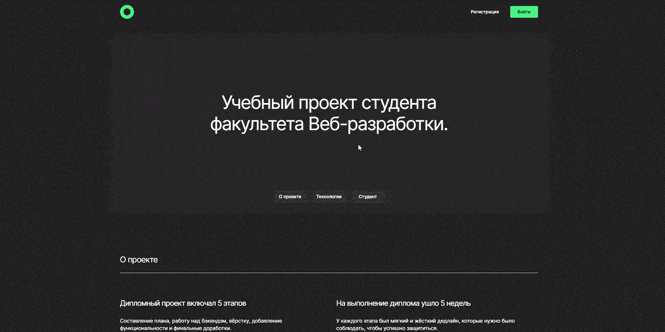 Регистрация Войти
Учебный проект студента
факультета Веб-разработки.
О проекте Технологии Студент
О проекте
Дипломный проект включал 5 этапов
Составление плана, работу над бэкендом, вёрстку, добавление
функциональности и финальные доработки.
На выполнение диплома ушло 5 недель
У каждого этапа был мягкий и жёсткий дедлайн, которые нужно было
соблюдать, чтобы успешно защититься.